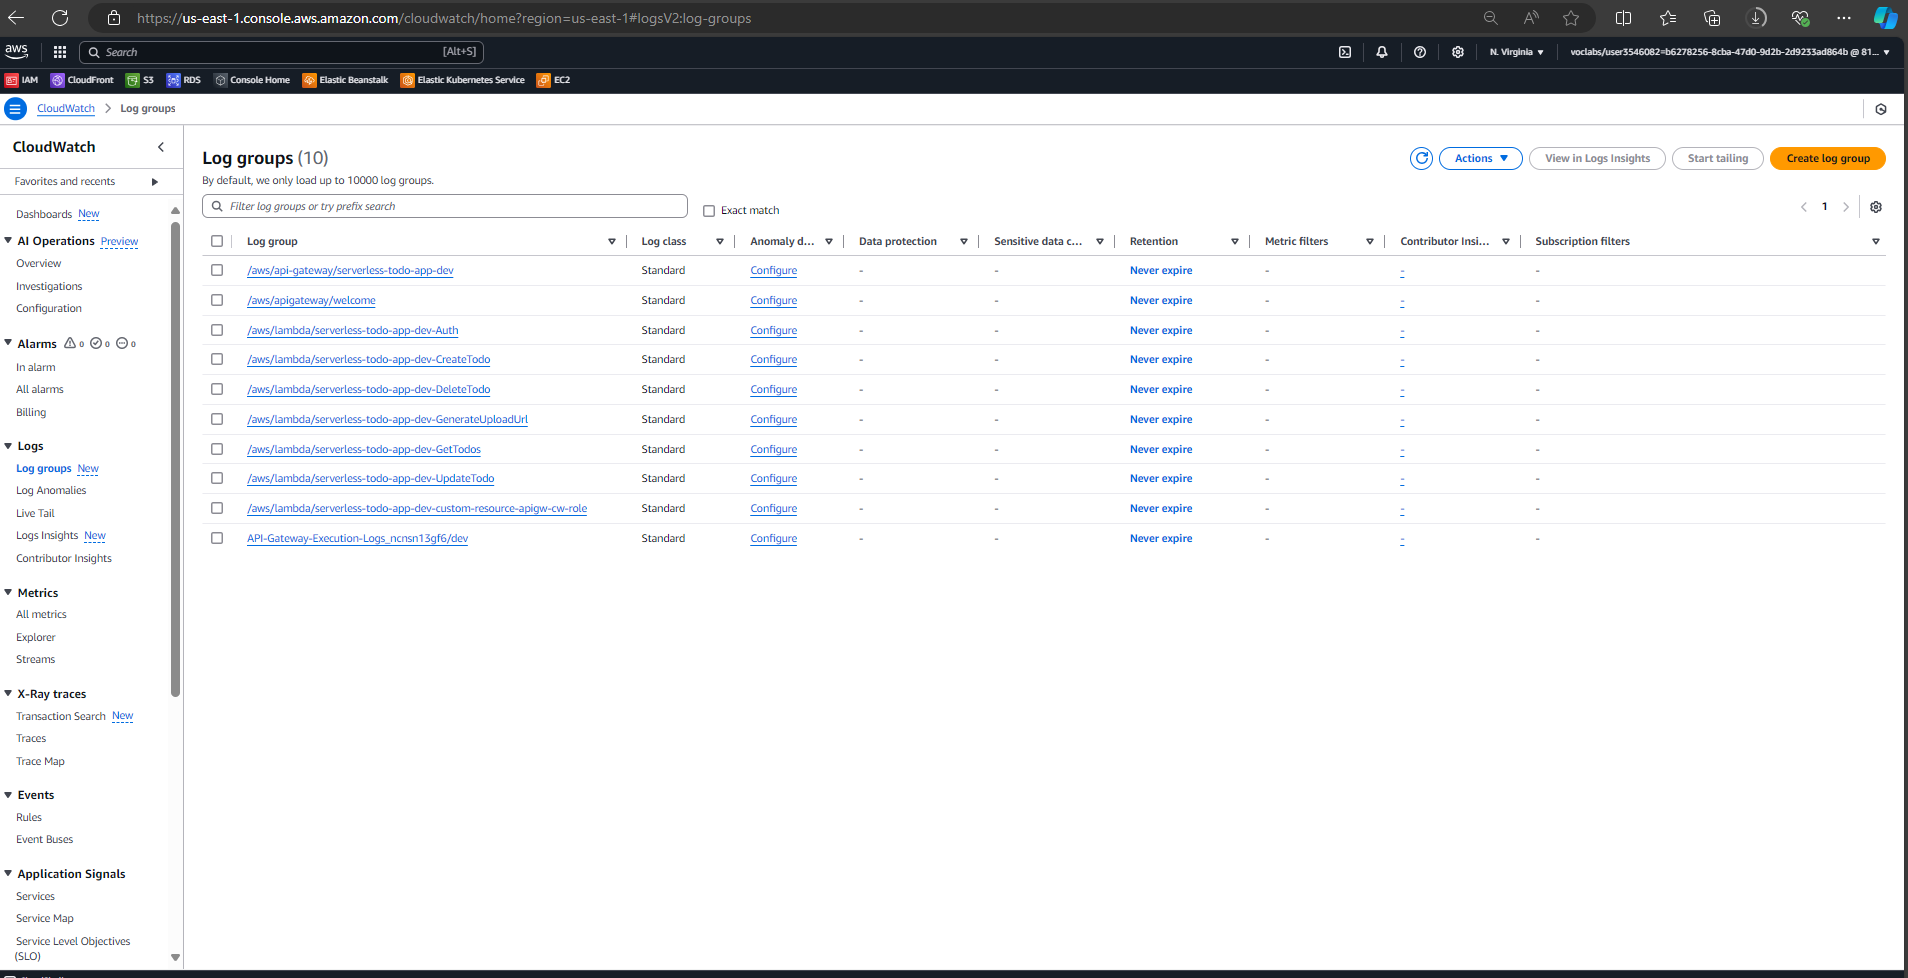 https://us-east-1.console.aws.amazon.com/cloudwatch/home?region=us-east-1#logsV2:log-groups
aws Search [Alt+S] N. Virginia voclabs/user3546082=b6278256-8cba-47d0-9d2b-2d9233ad864b @ 81...
IAM CloudFront S3 RDS Console Home Elastic Beanstalk Elastic Kubernetes Service EC2
CloudWatch > Log groups
CloudWatch
Favorites and recents
Dashboards New
AI Operations Preview
Overview
Investigations
Configuration
Alarms 0 0 0
In alarm
All alarms
Billing
Logs
Log groups New
Log Anomalies
Live Tail
Logs Insights New
Contributor Insights
Metrics
All metrics
Explorer
Streams
X-Ray traces
Transaction Search New
Traces
Trace Map
Events
Rules
Event Buses
Application Signals
Services
Service Map
Service Level Objectives
(SLO)
Log groups (10)
By default, we only load up to 10000 log groups.
Actions View in Logs Insights Start tailing Create log group
Filter log groups or try prefix search Exact match 1
Log group Log class Anomaly d... Data protection Sensitive data c... Retention Metric filters Contributor Insi... Subscription filters
/aws/api-gateway/serverless-todo-app-dev Standard Configure - - Never expire - - -
/aws/apigateway/welcome Standard Configure - - Never expire - - -
/aws/lambda/serverless-todo-app-dev-Auth Standard Configure - - Never expire - - -
/aws/lambda/serverless-todo-app-dev-CreateTodo Standard Configure - - Never expire - - -
/aws/lambda/serverless-todo-app-dev-DeleteTodo Standard Configure - - Never expire - - -
/aws/lambda/serverless-todo-app-dev-GenerateUploadUrl Standard Configure - - Never expire - - -
/aws/lambda/serverless-todo-app-dev-GetTodos Standard Configure - - Never expire - - -
/aws/lambda/serverless-todo-app-dev-UpdateTodo Standard Configure - - Never expire - - -
/aws/lambda/serverless-todo-app-dev-custom-resource-apigw-cw-role Standard Configure - - Never expire - - -
API-Gateway-Execution-Logs_ncnsn13gf6/dev Standard Configure - - Never expire - - -